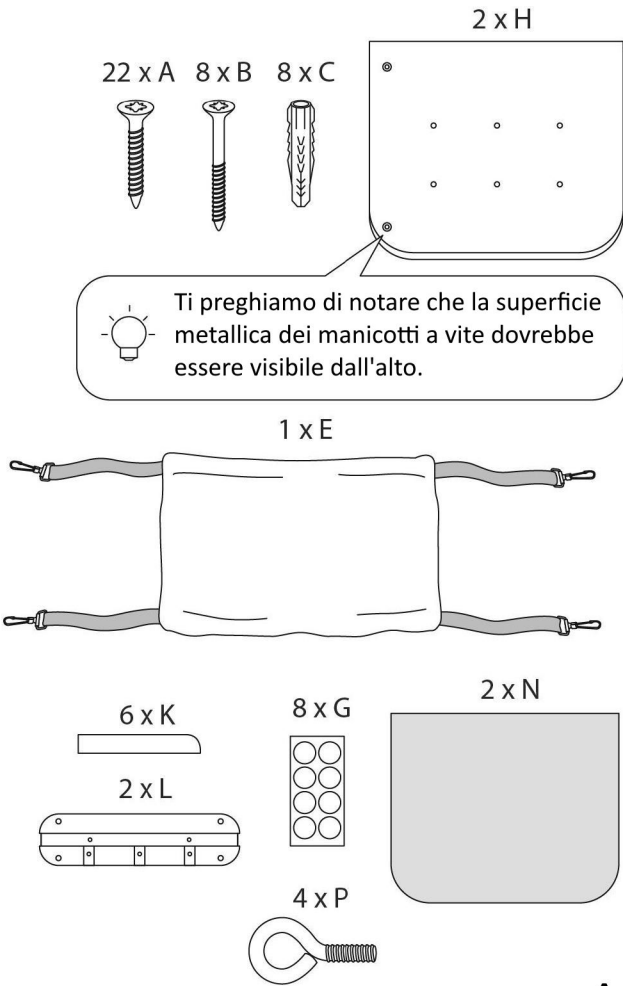 2 x H
22 x A 8 x B 8 x C
Ti preghiamo di notare che la superficie
metallica dei manicotti a vite dovrebbe
essere visibile dall'alto.
1 x E
6 x K
8 x G
2 x N
2 x L
4 x P